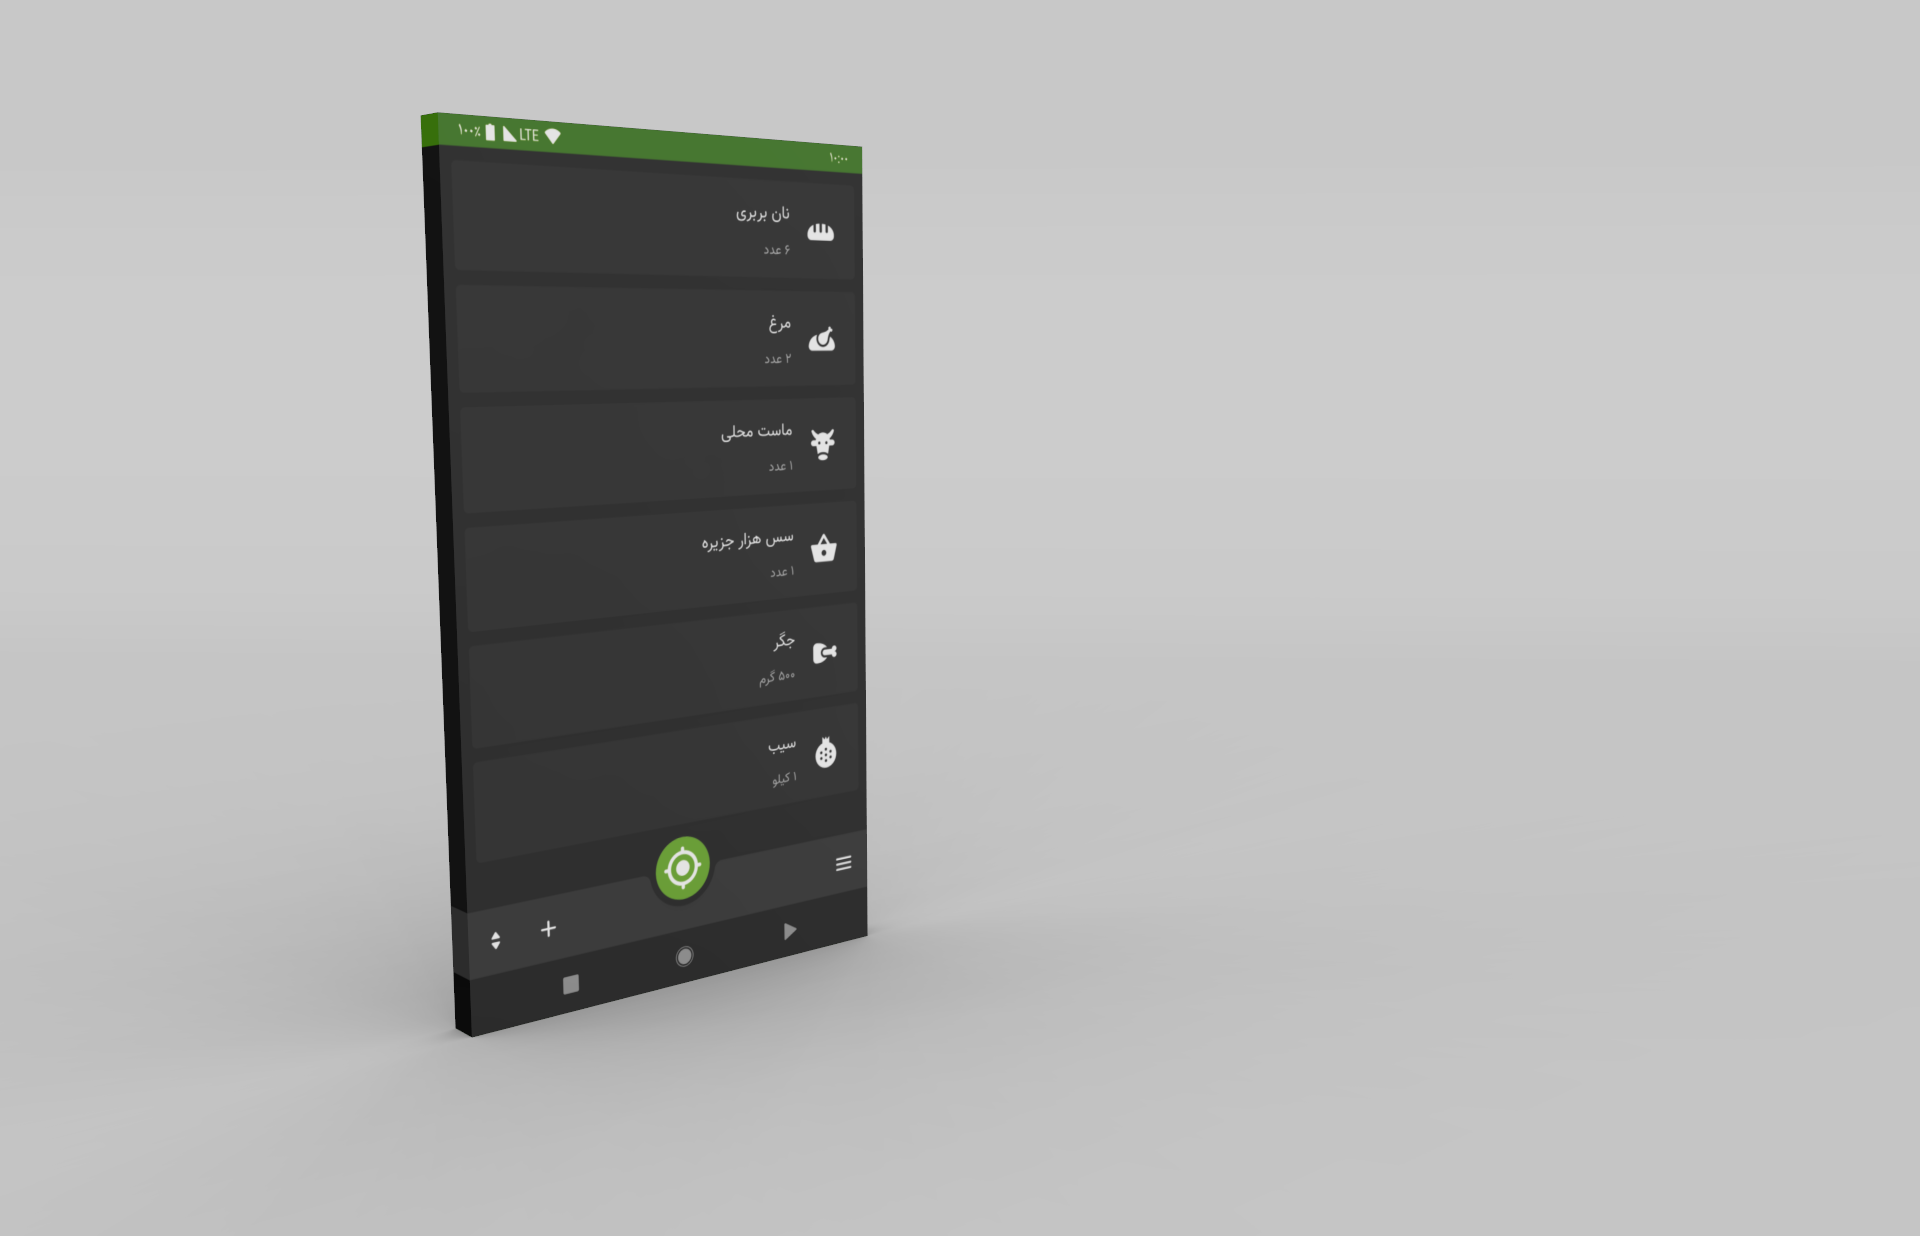 ۱۰۰٪ LTE
۱۰:۰۰
نان بربری
۶ عدد
مرغ
۲ عدد
ماست محلی
۱ عدد
سس هزار جزیره
۱ عدد
جگر
۵۰۰ گرم
سیب
۱ کیلو